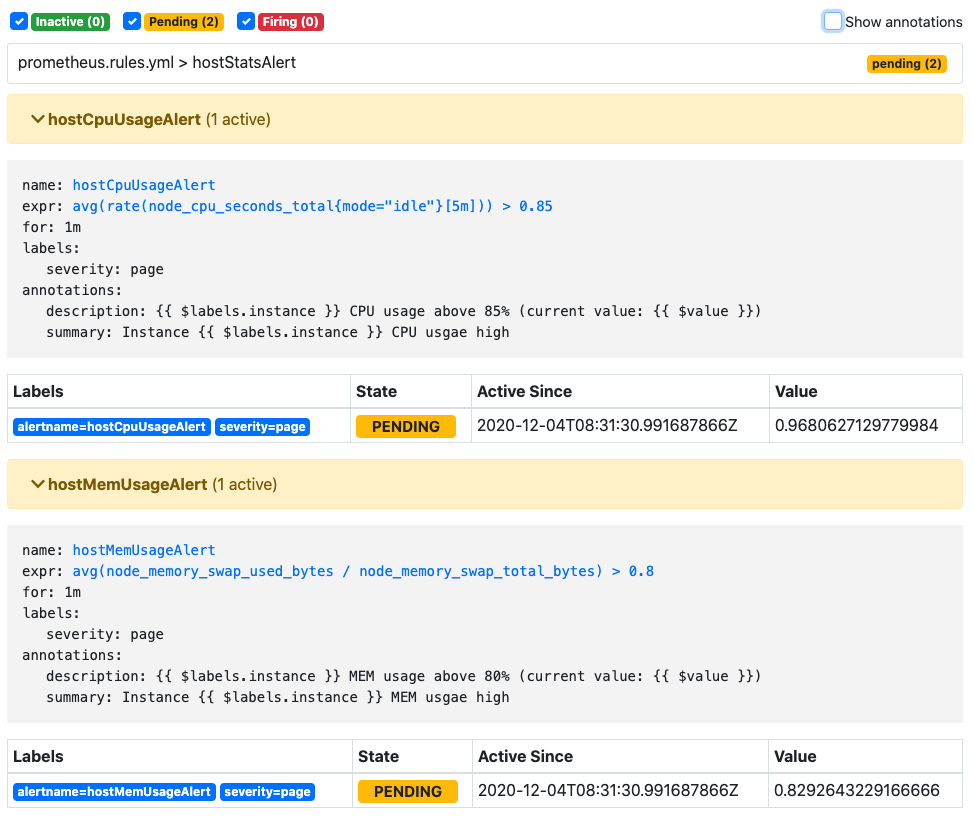 Inactive (0) Pending (2) Firing (0) Show annotations
prometheus.rules.yml > hostStatsAlert pending (2)
hostCpuUsageAlert (1 active)
name: hostCpuUsageAlert
expr: avg(rate(node_cpu_seconds_total{mode="idle"}[5m])) > 0.85
for: 1m
labels:
severity: page
annotations:
description: {{ $labels.instance }} CPU usage above 85% (current value: {{ $value }})
summary: Instance {{ $labels.instance }} CPU usgae high
Labels State Active Since Value
alertname=hostCpuUsageAlert severity=page PENDING 2020-12-04T08:31:30.991687866Z 0.9680627129779984
hostMemUsageAlert (1 active)
name: hostMemUsageAlert
expr: avg(node_memory_swap_used_bytes / node_memory_swap_total_bytes) > 0.8
for: 1m
labels:
severity: page
annotations:
description: {{ $labels.instance }} MEM usage above 80% (current value: {{ $value }})
summary: Instance {{ $labels.instance }} MEM usgae high
Labels State Active Since Value
alertname=hostMemUsageAlert severity=page PENDING 2020-12-04T08:31:30.991687866Z 0.8292643229166666